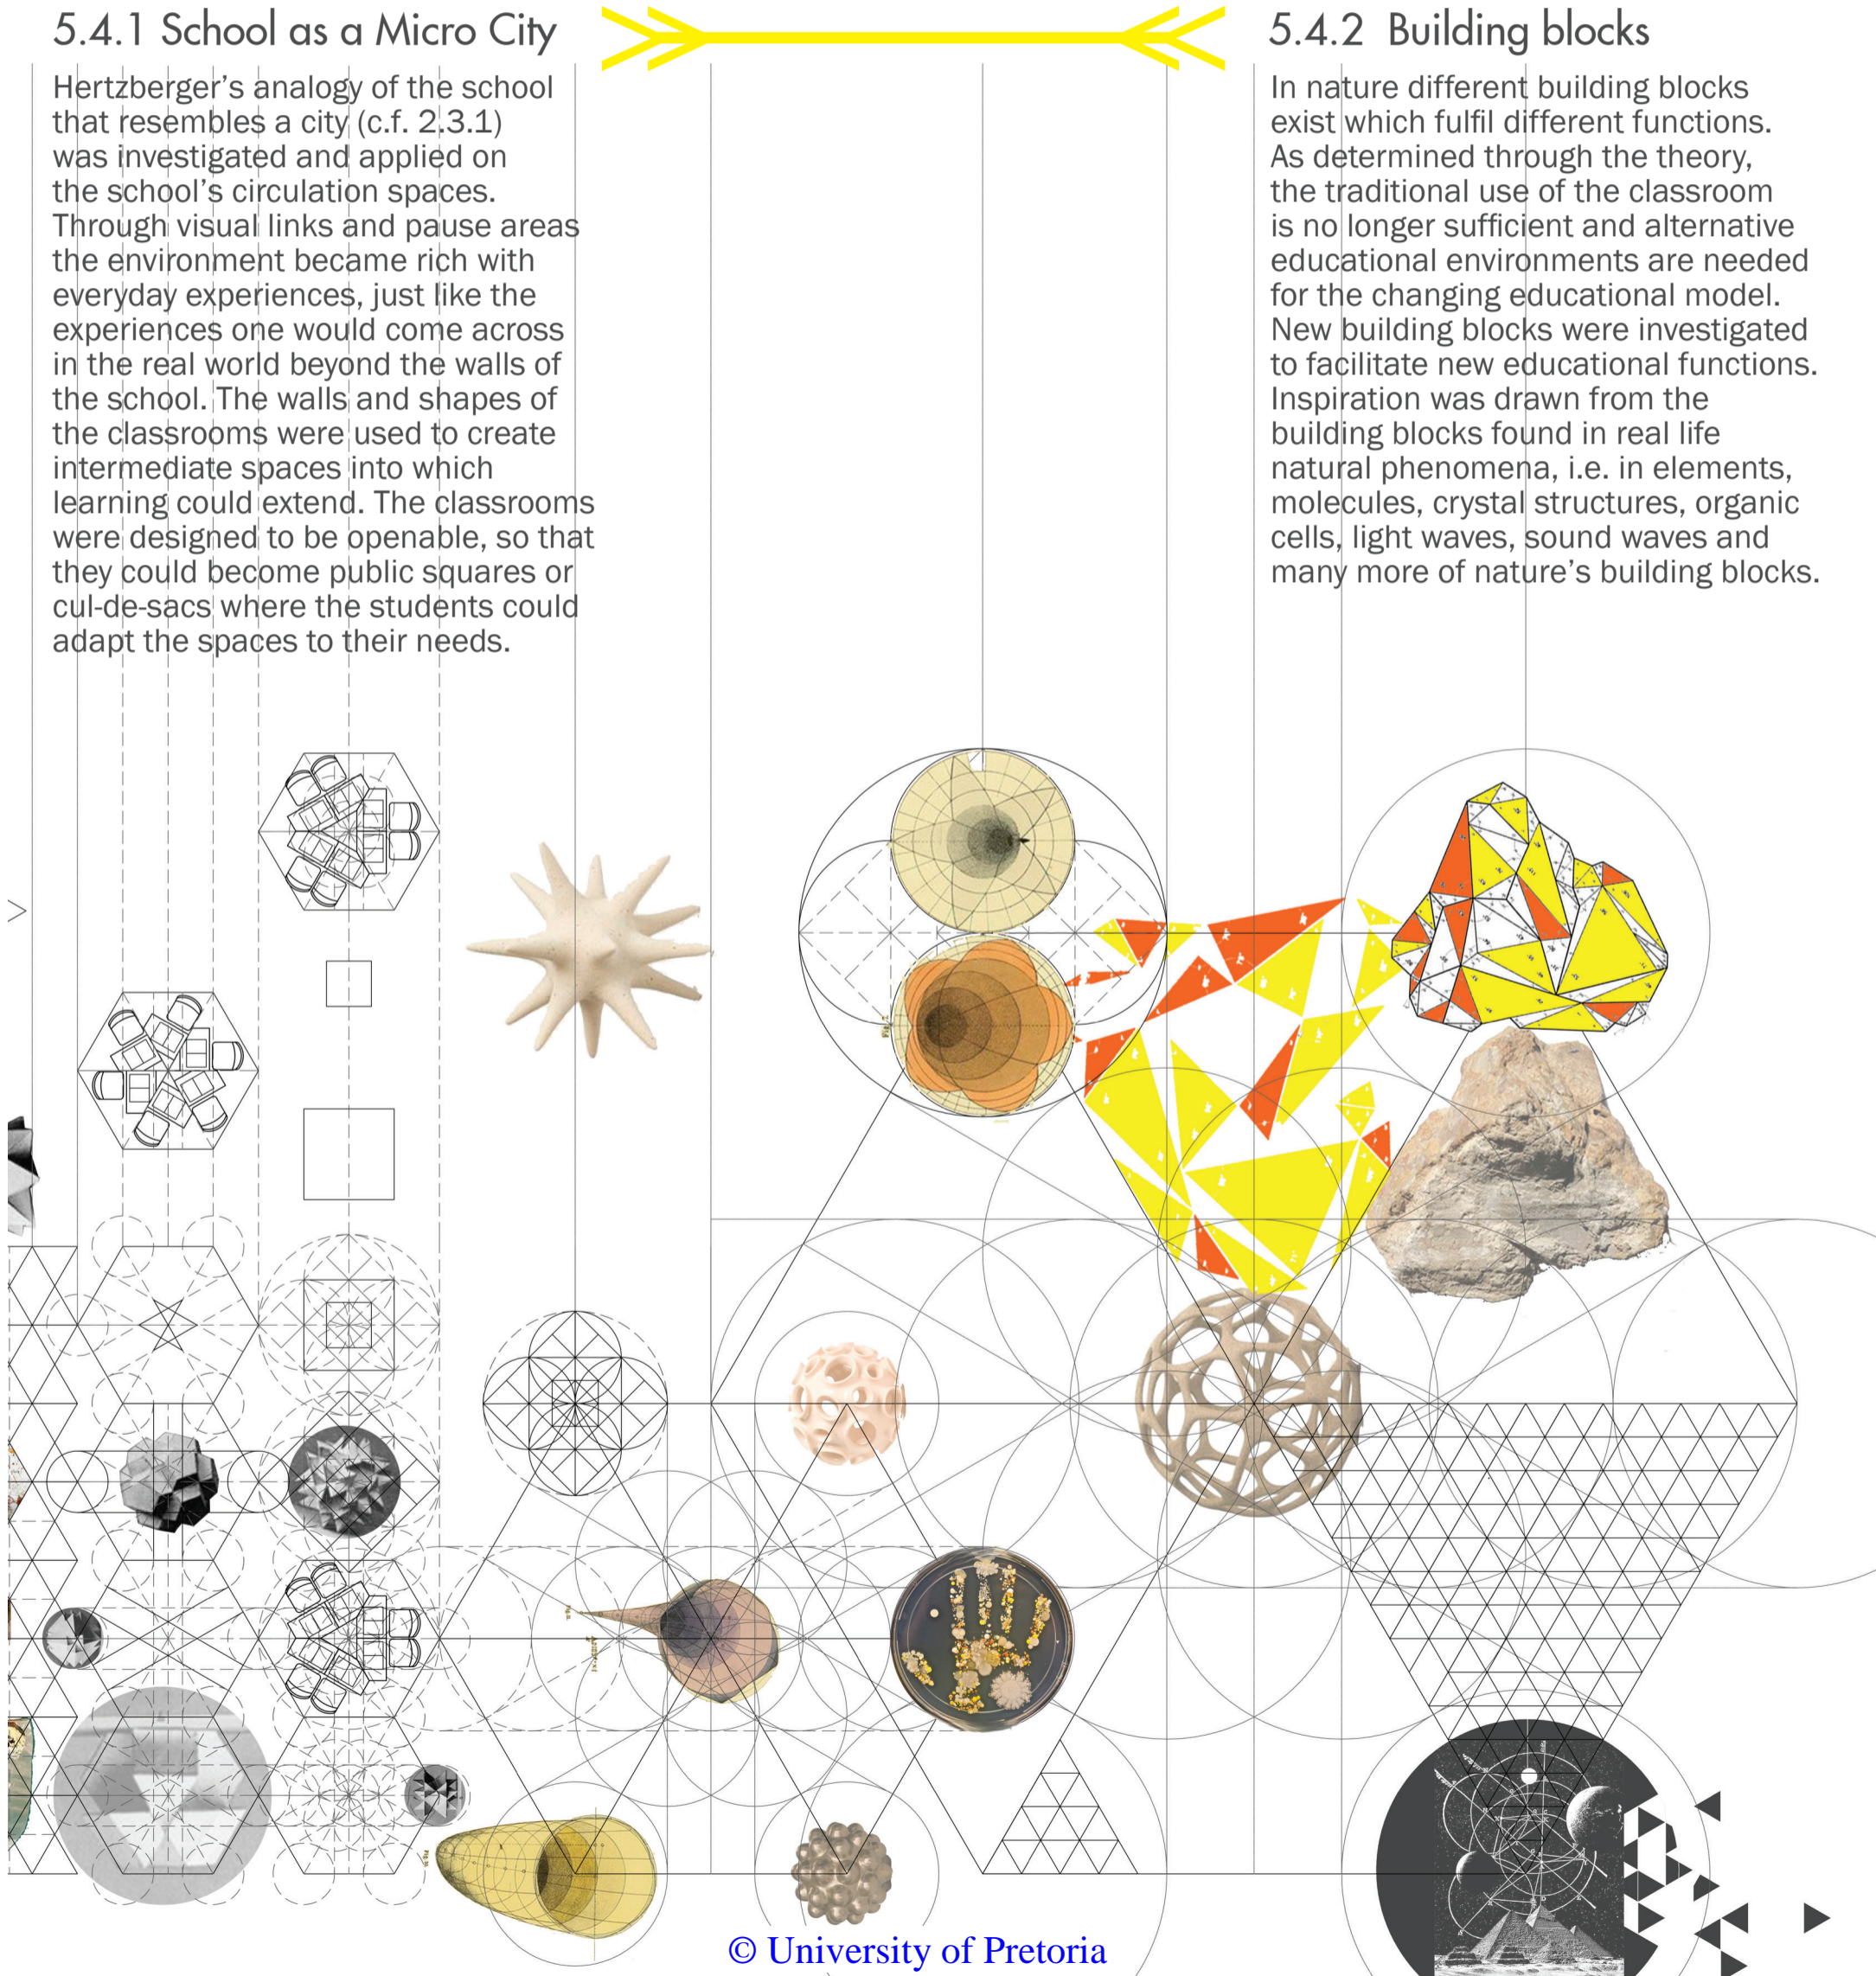 5.4.1 School as a Micro City
Hertzberger's analogy of the school
that resembles a city (c.f. 2.3.1)
was investigated and applied on
the school's circulation spaces.
Through visual links and pause areas
the environment became rich with
everyday experiences, just like the
experiences one would come across
in the real world beyond the walls of
the school. The walls and shapes of
the classrooms were used to create
intermediate spaces into which
learning could extend. The classrooms
were designed to be openable, so that
they could become public squares or
cul-de-sacs where the students could
adapt the spaces to their needs.
5.4.2 Building blocks
In nature different building blocks
exist which fulfil different functions.
As determined through the theory,
the traditional use of the classroom
is no longer sufficient and alternative
educational environments are needed
for the changing educational model.
New building blocks were investigated
to facilitate new educational functions.
Inspiration was drawn from the
building blocks found in real life
natural phenomena, i.e. in elements,
molecules, crystal structures, organic
cells, light waves, sound waves and
many more of nature's building blocks.
© University of Pretoria